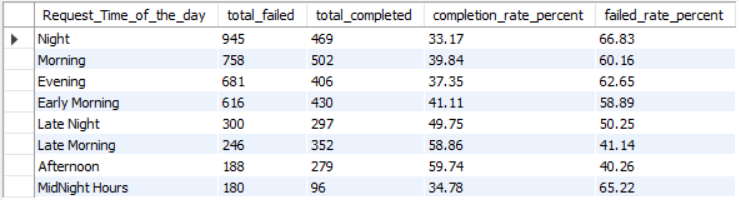 Request_Time_of_the_day total_failed total_completed completion_rate_percent failed_rate_percent
Night 945 469 33.17 66.83
Morning 758 502 39.84 60.16
Evening 681 406 37.35 62.65
Early Morning 616 430 41.11 58.89
Late Night 300 297 49.75 50.25
Late Morning 246 352 58.86 41.14
Afternoon 188 279 59.74 40.26
MidNight Hours 180 96 34.78 65.22